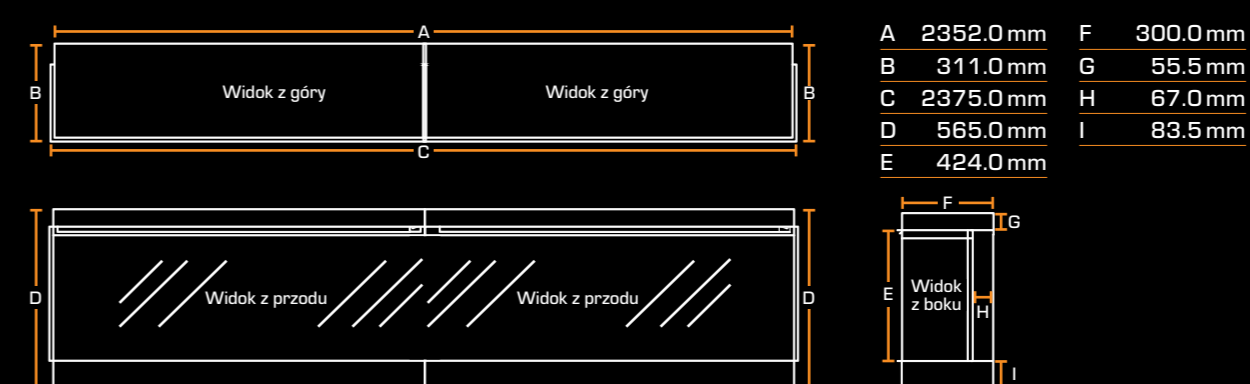 A
B
Widok z góry
Widok z góry
B
C
A 2352.0 mm
B 311.0 mm
C 2375.0 mm
D 565.0 mm
E 424.0 mm
F 300.0 mm
G 55.5 mm
H 67.0 mm
I 83.5 mm
D
Widok z przodu
Widok z przodu
D
F
G
E
Widok
z boku
H
I